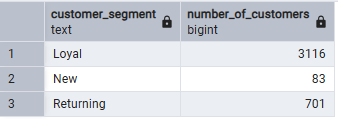 customer_segment number_of_customers
text bigint
1 Loyal 3116
2 New 83
3 Returning 701